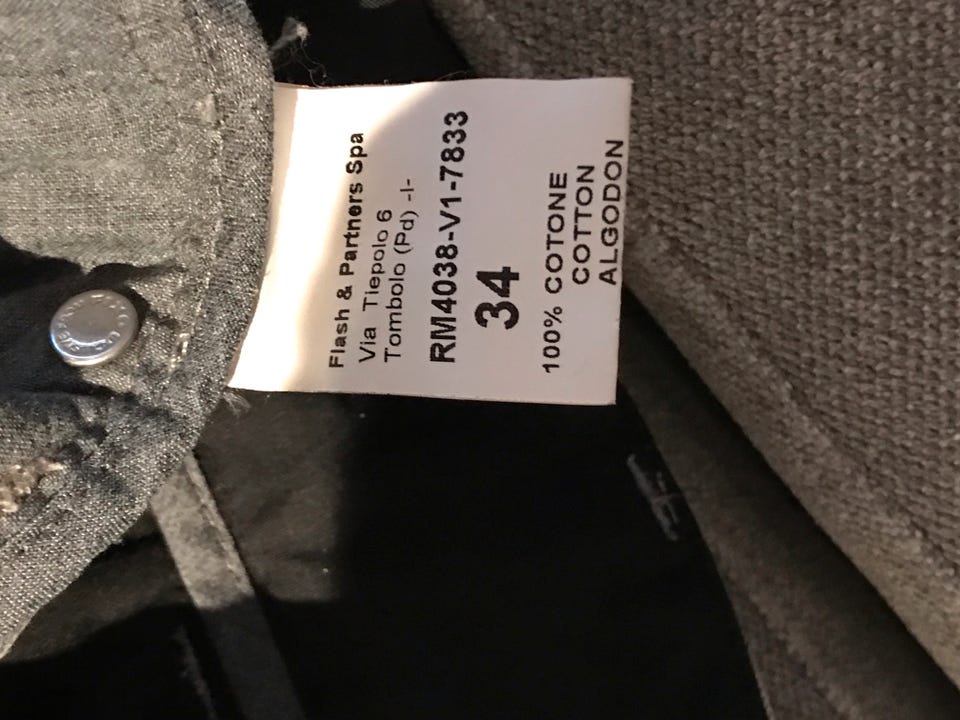 Flash & Partners Spa
Via Tiepolo 6
Tombolo (Pd) -I-
RM4038-V1-7833
34
100% COTONE
COTTON
ALGODON